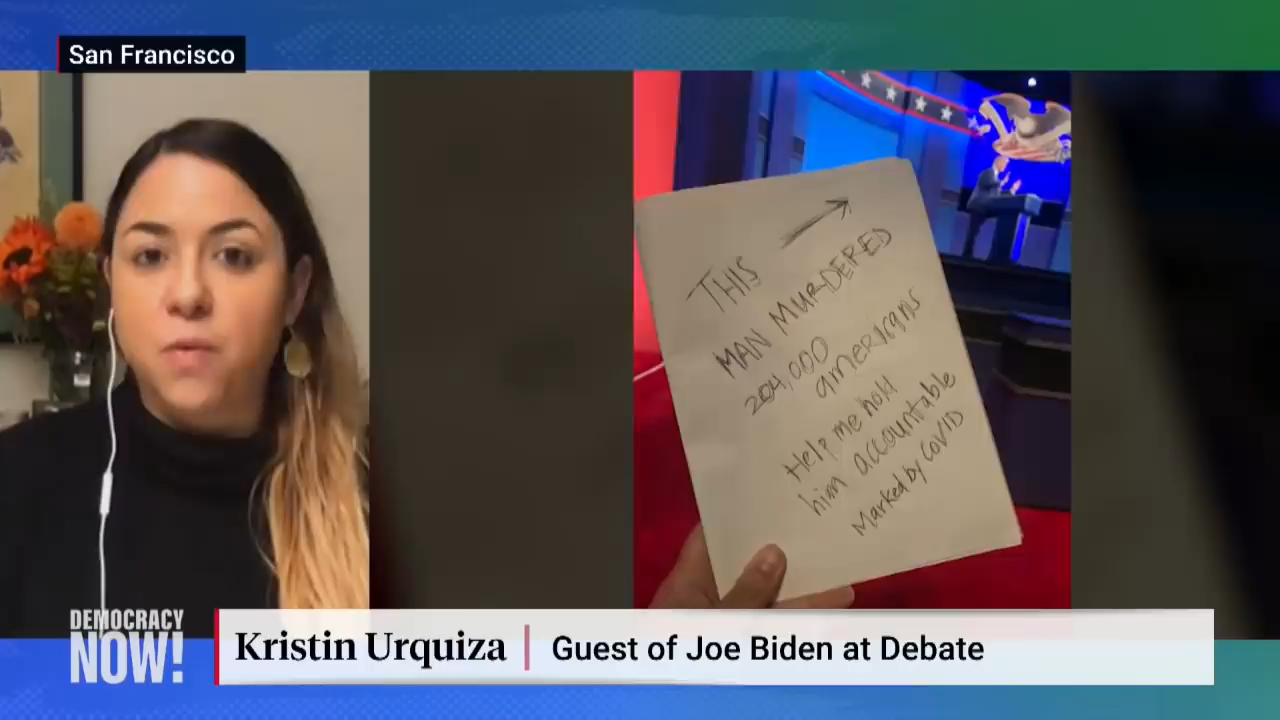 San Francisco
THIS
MAN MURDERED
204,000
americans
Help me hold
him accountable
Marked by COVID
DEMOCRACY
NOW!
Kristin Urquiza
Guest of Joe Biden at Debate